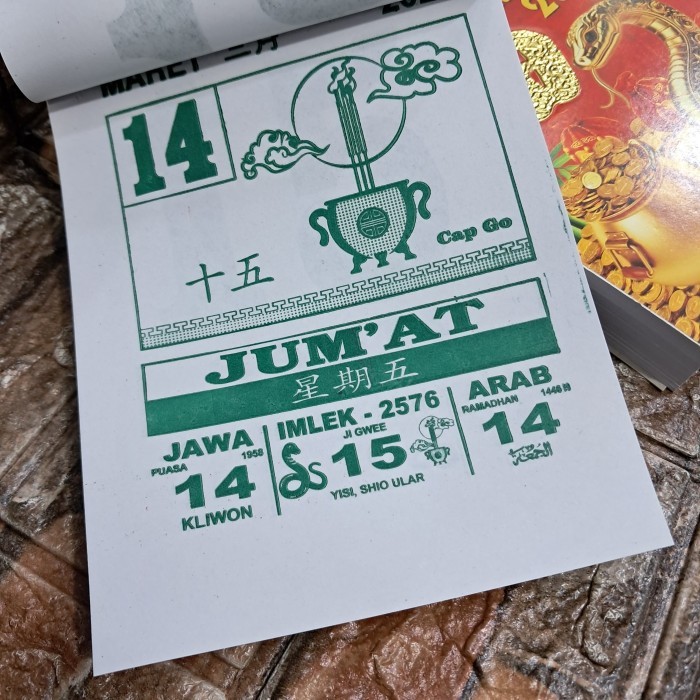 MARET 三月 202
14
十五
Cap Go
JUM'AT
星期五
JAWA
PUASA 1958
14
KLIWON
IMLEK - 2576
JI GWEE
15
YISI, SHIO ULAR
ARAB
RAMADHAN 1446 H
14